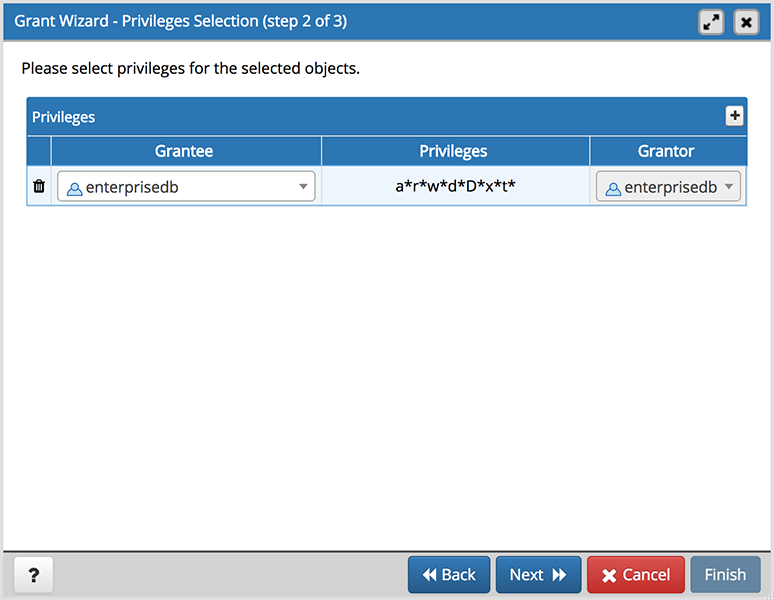 Grant Wizard - Privileges Selection (step 2 of 3)
Please select privileges for the selected objects.
Privileges
Grantee Privileges Grantor
enterprisedb a*r*w*d*D*x*t* enterprisedb
? Back Next Cancel Finish